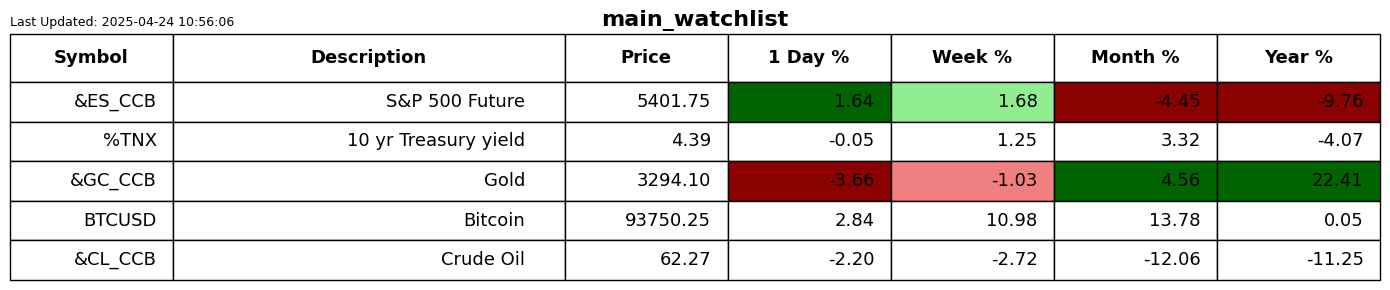 Last Updated: 2025-04-24 10:56:06
main_watchlist
Symbol Description Price 1 Day % Week % Month % Year %
&ES_CCB S&P 500 Future 5401.75 1.64 1.68 -4.45 -9.76
%TNX 10 yr Treasury yield 4.39 -0.05 1.25 3.32 -4.07
&GC_CCB Gold 3294.10 -3.66 -1.03 4.56 22.41
BTCUSD Bitcoin 93750.25 2.84 10.98 13.78 0.05
&CL_CCB Crude Oil 62.27 -2.20 -2.72 -12.06 -11.25